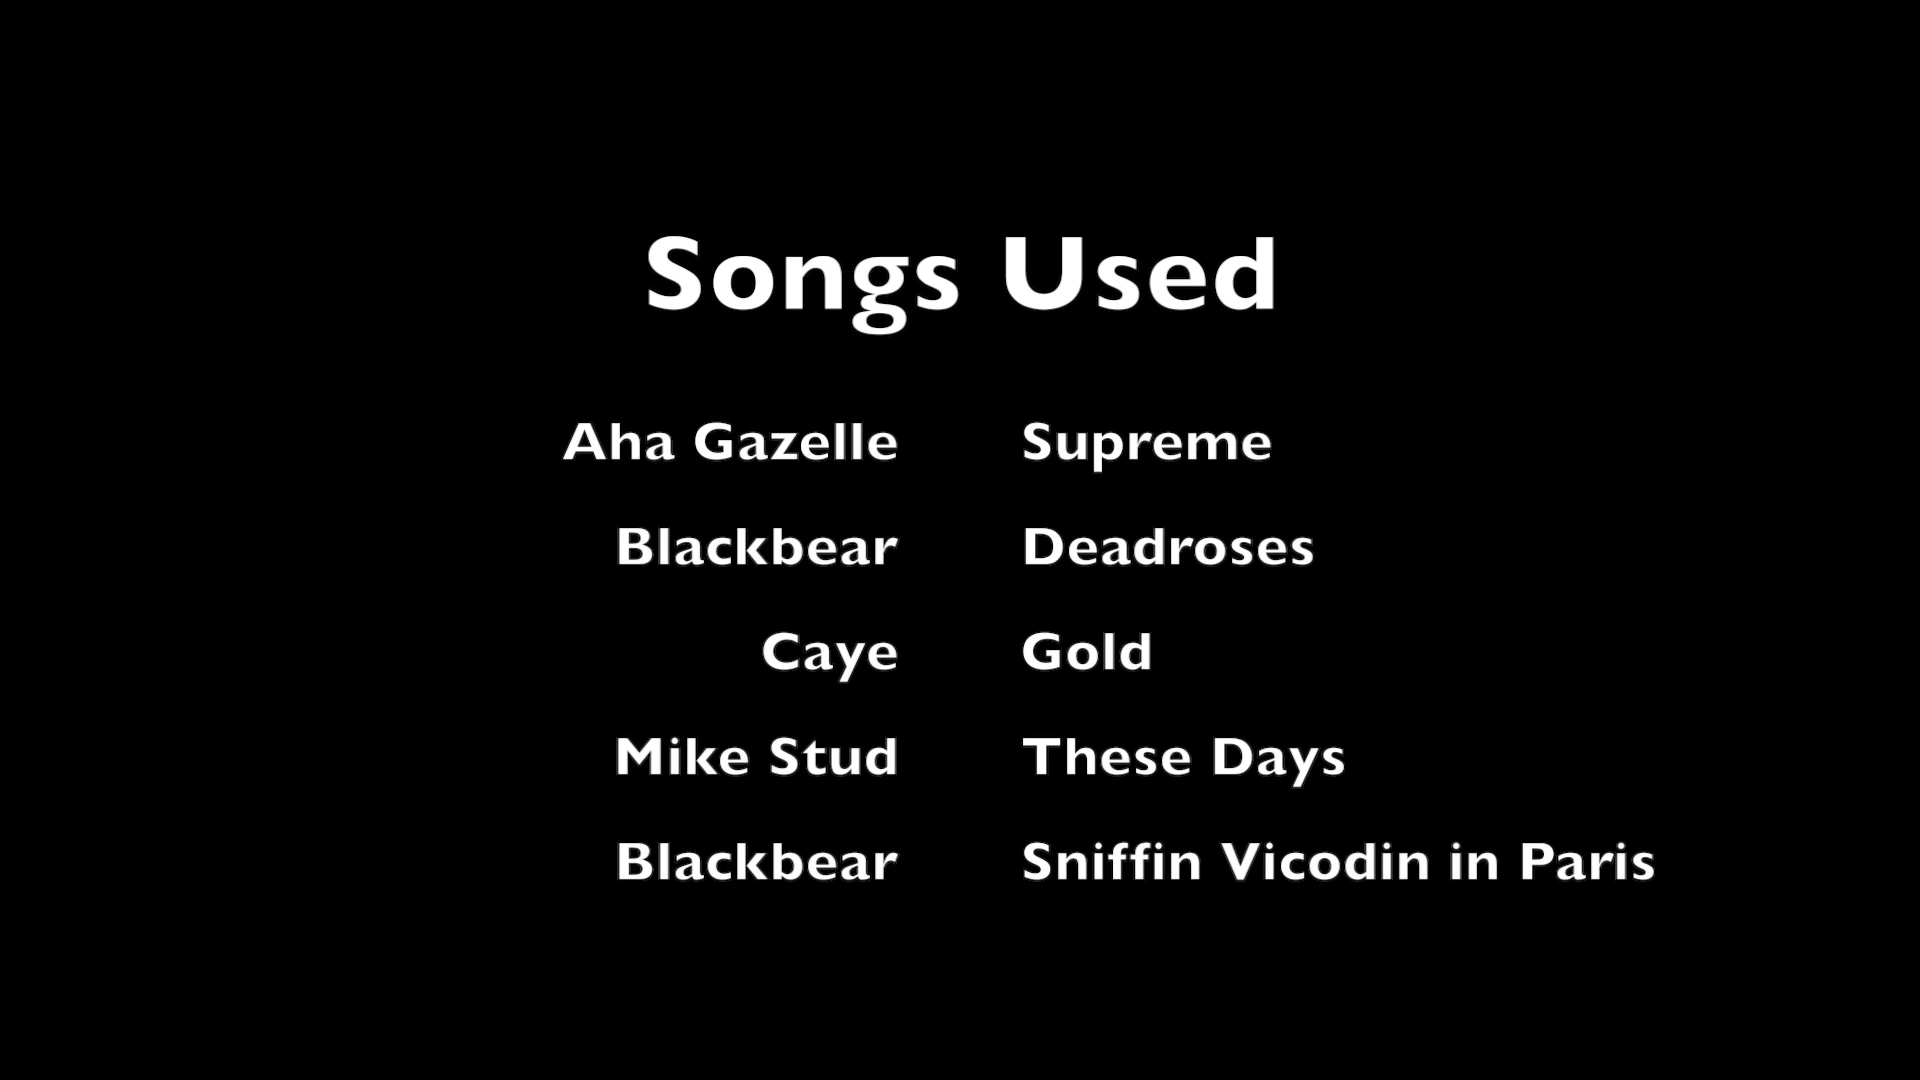 Songs Used
Aha Gazelle Supreme
Blackbear Deadroses
Caye Gold
Mike Stud These Days
Blackbear Sniffin Vicodin in Paris